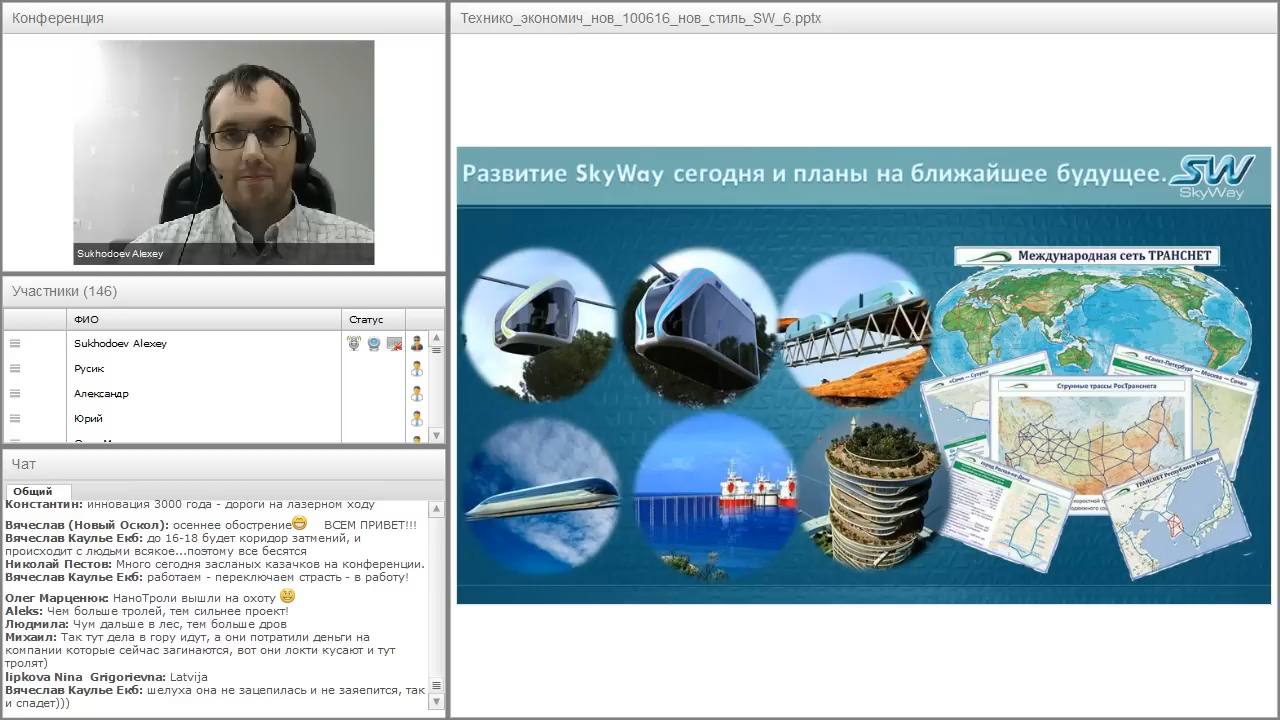 Конференция
Sukhodoev Alexey
Участники (146)
ФИО
Статус
Sukhodoev Alexey
Русик
Александр
Юрий
Чат
Общий
Константин: Инновация 3000 года - дороги на лазерном ходу
Вячеслав (Новый Оскол): осеннее обострение ВСЕМ ПРИВЕТ!!!
Вячеслав Каулье Екб: до 16-18 будет коридор затмений, и
происходит с людьми всякое...поэтому все бесятся
Николай Пестов: Много сегодня засланых казачков на конференции.
Вячеслав Каулье Екб: работаем - переключаем страсть - в работу!
Олег Марценюк: НаноТроли вышли на охоту
Aleks: Чем больше тролей, тем сильнее проект!
Людмила: Чум дальше в лес, тем больше дров
Михаил: Так тут дела в гору идут, а они потратили деньги на
компании которые сейчас загинаются, вот они локти кусают и тут
тролят)
lipkova Nina Grigorievna: Latvija
Вячеслав Каулье Екб: шелуха она не зацепилась и не заяепится, так
и спадет)))
Технико_экономич_нов_100616_нов_стиль_SW_6.pptx
Развитие SkyWay сегодня и планы на ближайшее будущее.
SW
SkyWay
Международная сеть ТРАНСНЕТ
«Санкт-Петербург — Москва — Сочи»
Струнные трассы РосТранснета
ТРАНСНЕТ Республики Корея